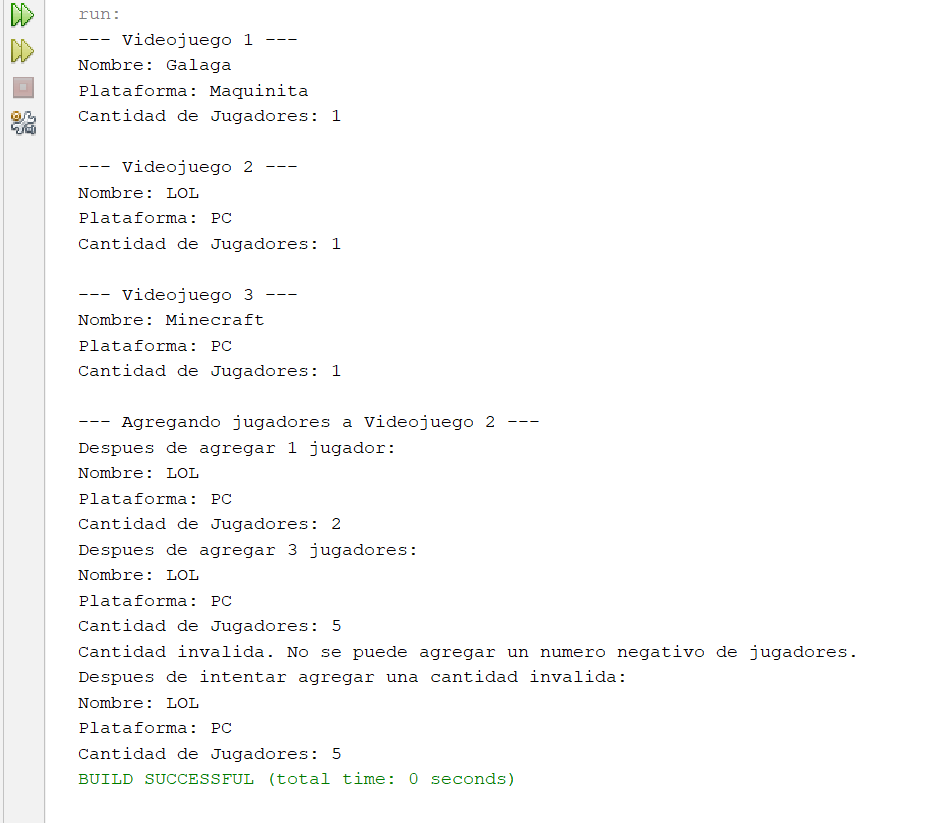 run:
--- Videojuego 1 ---
Nombre: Galaga
Plataforma: Maquinita
Cantidad de Jugadores: 1

--- Videojuego 2 ---
Nombre: LOL
Plataforma: PC
Cantidad de Jugadores: 1

--- Videojuego 3 ---
Nombre: Minecraft
Plataforma: PC
Cantidad de Jugadores: 1

--- Agregando jugadores a Videojuego 2 ---
Despues de agregar 1 jugador:
Nombre: LOL
Plataforma: PC
Cantidad de Jugadores: 2
Despues de agregar 3 jugadores:
Nombre: LOL
Plataforma: PC
Cantidad de Jugadores: 5
Cantidad invalida. No se puede agregar un numero negativo de jugadores.
Despues de intentar agregar una cantidad invalida:
Nombre: LOL
Plataforma: PC
Cantidad de Jugadores: 5
BUILD SUCCESSFUL (total time: 0 seconds)